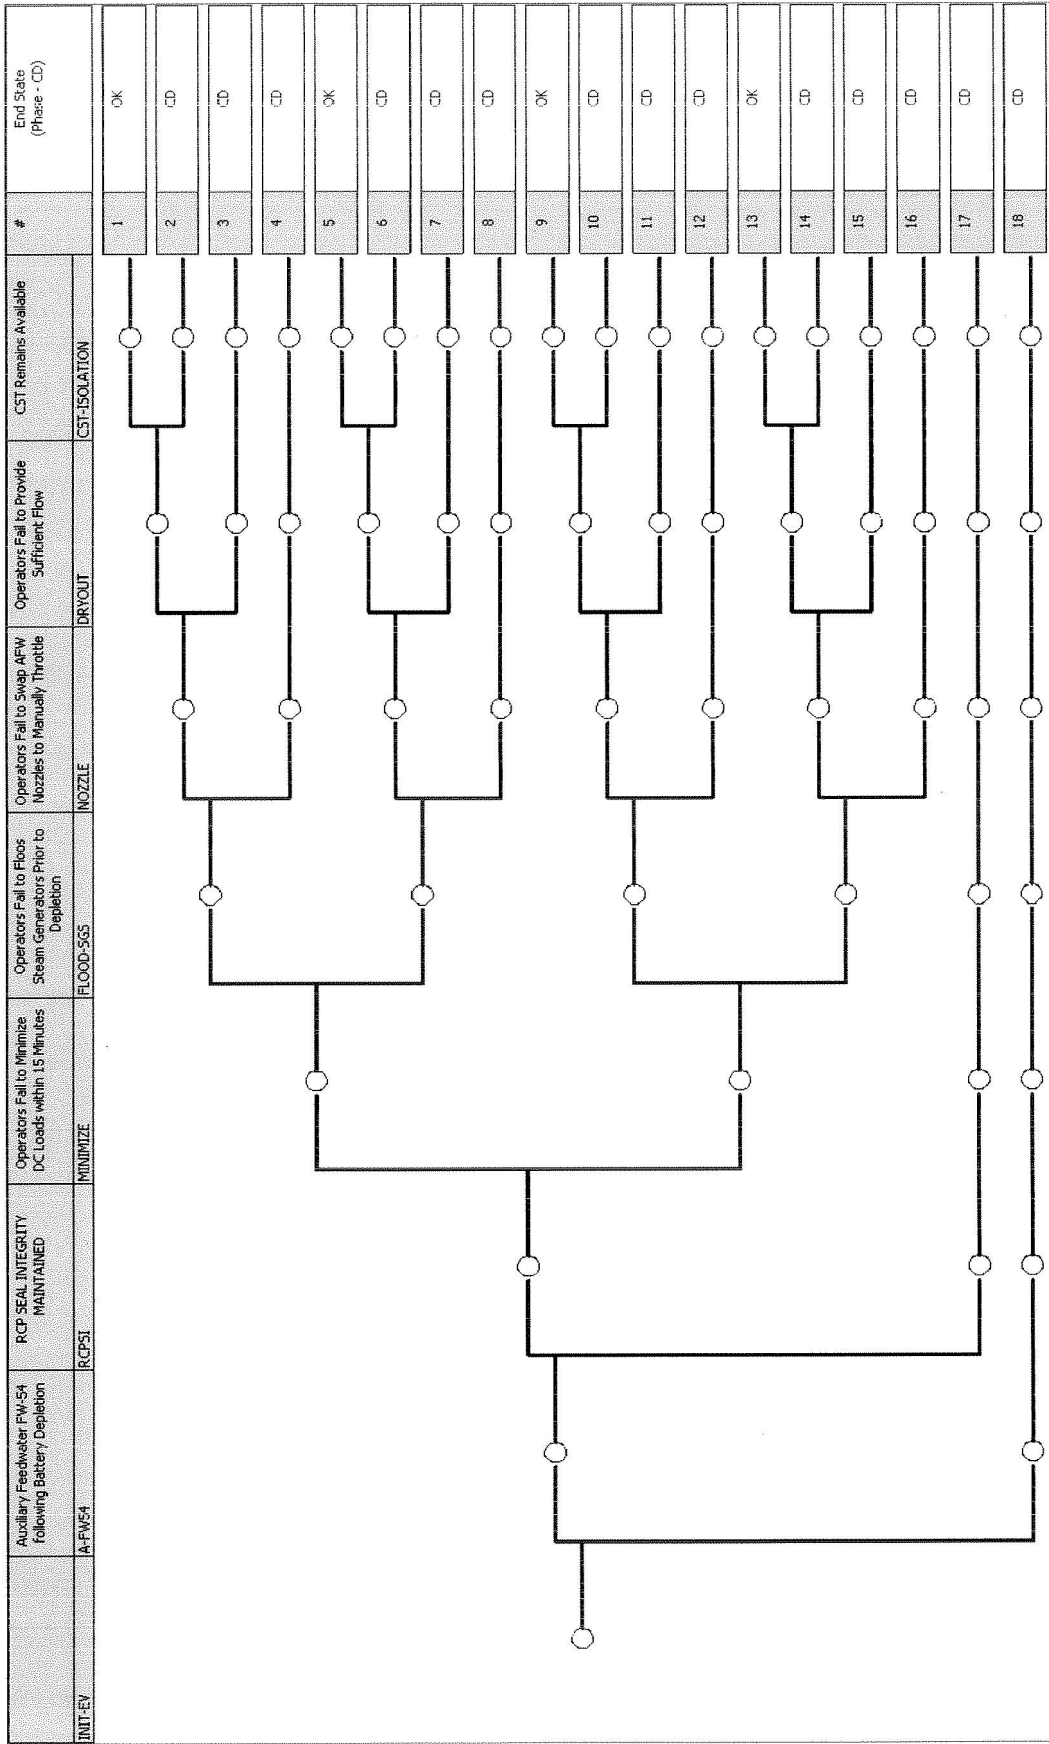 Auxiliary Feedwater FW-54
following Battery Depletion
RCP SEAL INTEGRITY
MAINTAINED
Operators Fail to Minimize
DC Loads within 15 Minutes
Operators Fail to Floos
Steam Generators Prior to
Depletion
Operators Fail to Swap AFW
Nozzles to Manually Throttle
Operators Fail to Provide
Sufficient Flow
CST Remains Available
#
End State
(Phase - CD)
INIT-EV
A-FW54
RCPSI
MINIMIZE
FLOOD-SGS
NOZZLE
DRYOUT
CST-ISOLATION
1 OK
2 CD
3 CD
4 CD
5 OK
6 CD
7 CD
8 CD
9 OK
10 CD
11 CD
12 CD
13 OK
14 CD
15 CD
16 CD
17 CD
18 CD